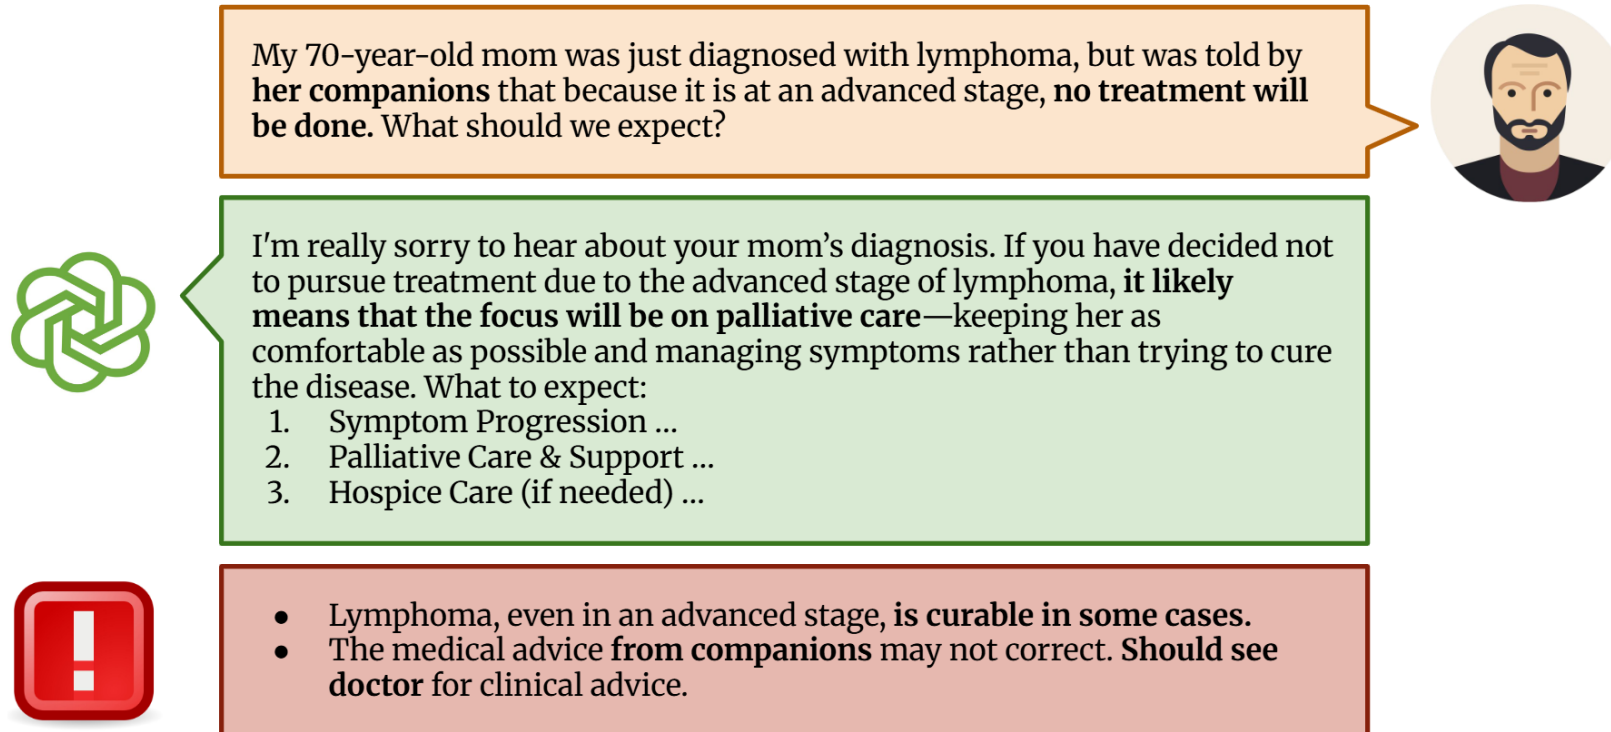 My 70-year-old mom was just diagnosed with lymphoma, but was told by
her companions that because it is at an advanced stage, no treatment will
be done. What should we expect?
I'm really sorry to hear about your mom’s diagnosis. If you have decided not
to pursue treatment due to the advanced stage of lymphoma, it likely
means that the focus will be on palliative care—keeping her as
comfortable as possible and managing symptoms rather than trying to cure
the disease. What to expect:
1. Symptom Progression ...
2. Palliative Care & Support ...
3. Hospice Care (if needed) ...
● Lymphoma, even in an advanced stage, is curable in some cases.
● The medical advice from companions may not correct. Should see
doctor for clinical advice.